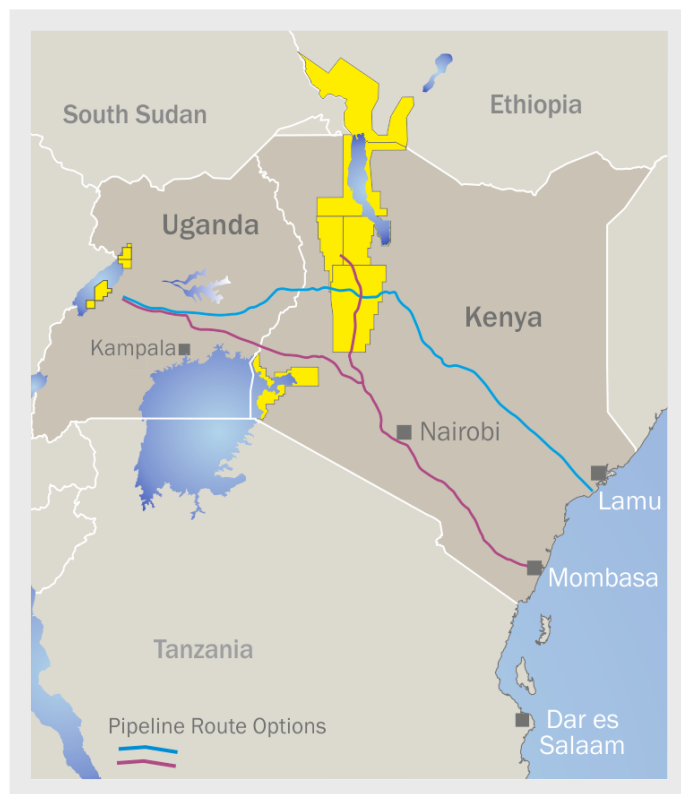 South Sudan
Ethiopia
Uganda
Kenya
Kampala
Nairobi
Lamu
Mombasa
Tanzania
Pipeline Route Options
Dar es
Salaam